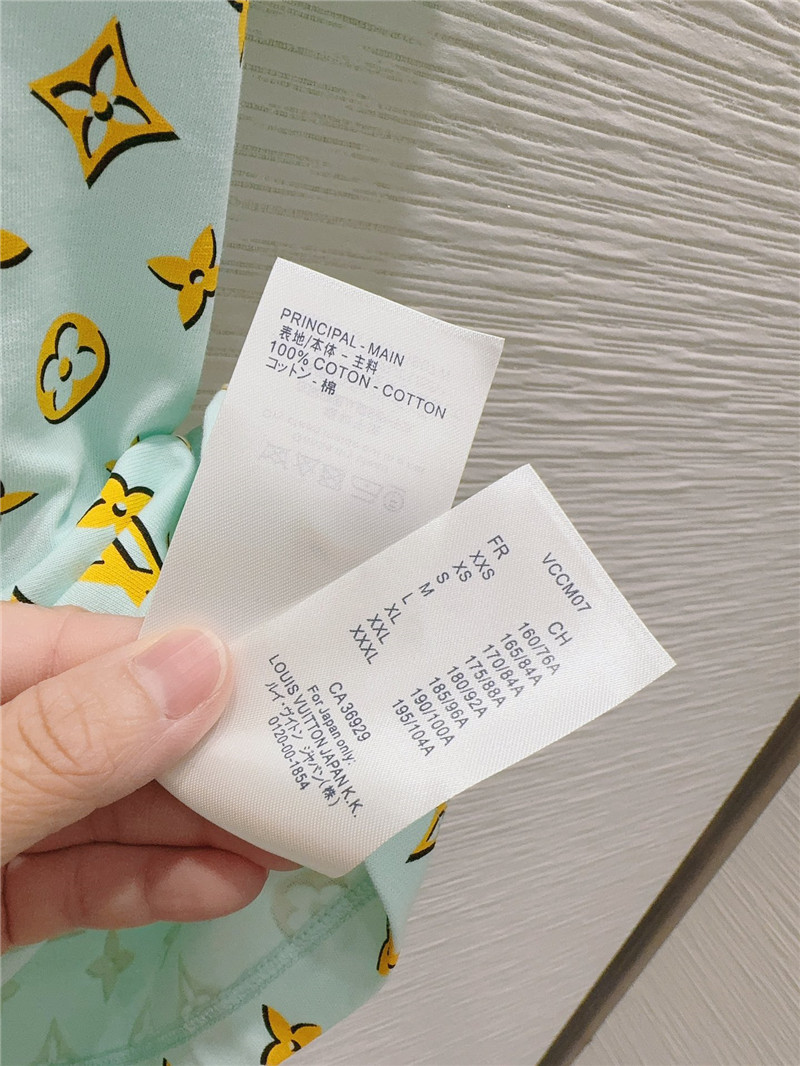 PRINCIPAL - MAIN
表地/本体 - 主料
100% COTON - COTTON
コットン - 棉
VCCM07
FR CH
XXS 160/76A
XS 165/84A
S 170/84A
M 175/88A
L 180/92A
XL 185/96A
XXL 190/100A
XXXL 195/104A
CA 36929
For Japan only:
LOUIS VUITTON JAPAN K.K.
ルイ・ヴィトン ジャパン(株)
0120-00-1854